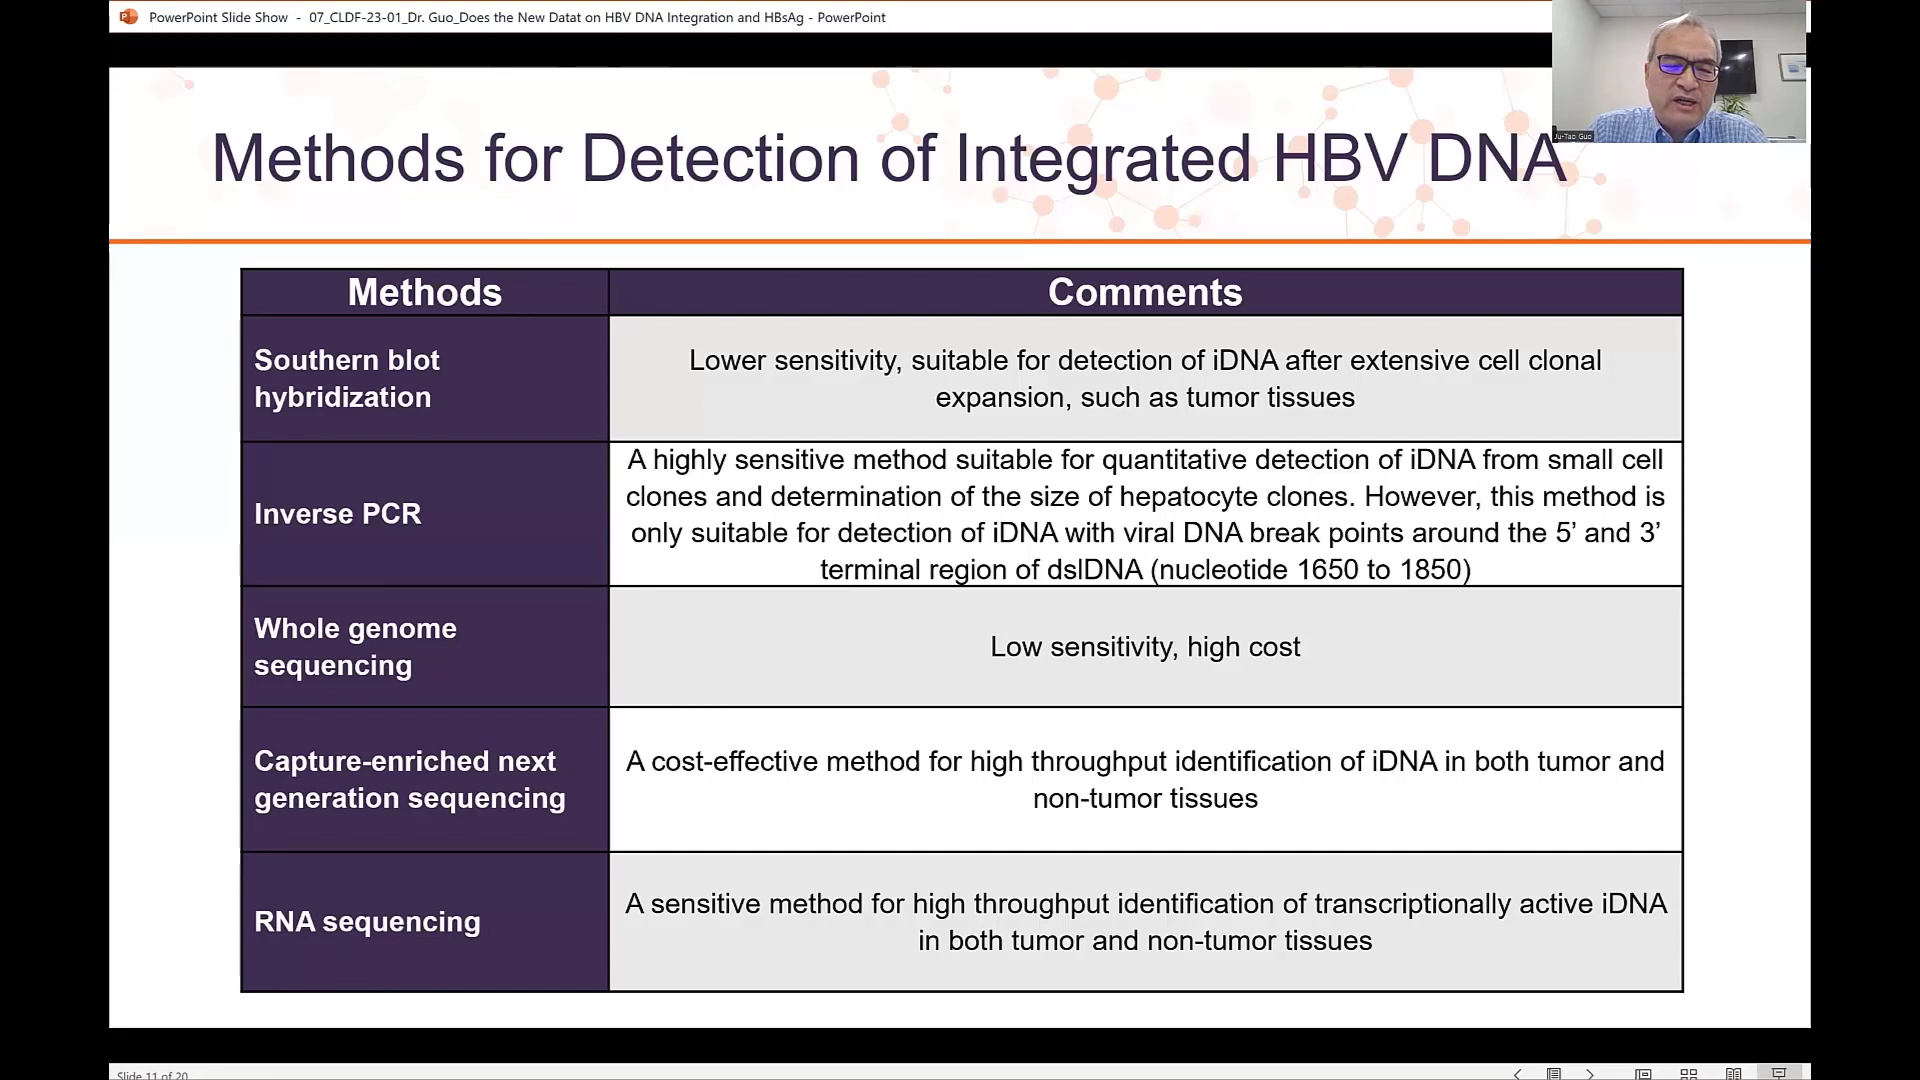 PowerPoint Slide Show - 07_CLDF-23-01_Dr. Guo_Does the New Datat on HBV DNA Integration and HBsAg - PowerPoint
Ju-Tao Guo
Methods for Detection of Integrated HBV DNA
Methods
Comments
Southern blot
hybridization
Lower sensitivity, suitable for detection of iDNA after extensive cell clonal
expansion, such as tumor tissues
Inverse PCR
A highly sensitive method suitable for quantitative detection of iDNA from small cell
clones and determination of the size of hepatocyte clones. However, this method is
only suitable for detection of iDNA with viral DNA break points around the 5’ and 3’
terminal region of dslDNA (nucleotide 1650 to 1850)
Whole genome
sequencing
Low sensitivity, high cost
Capture-enriched next
generation sequencing
A cost-effective method for high throughput identification of iDNA in both tumor and
non-tumor tissues
RNA sequencing
A sensitive method for high throughput identification of transcriptionally active iDNA
in both tumor and non-tumor tissues
Slide 11 of 20